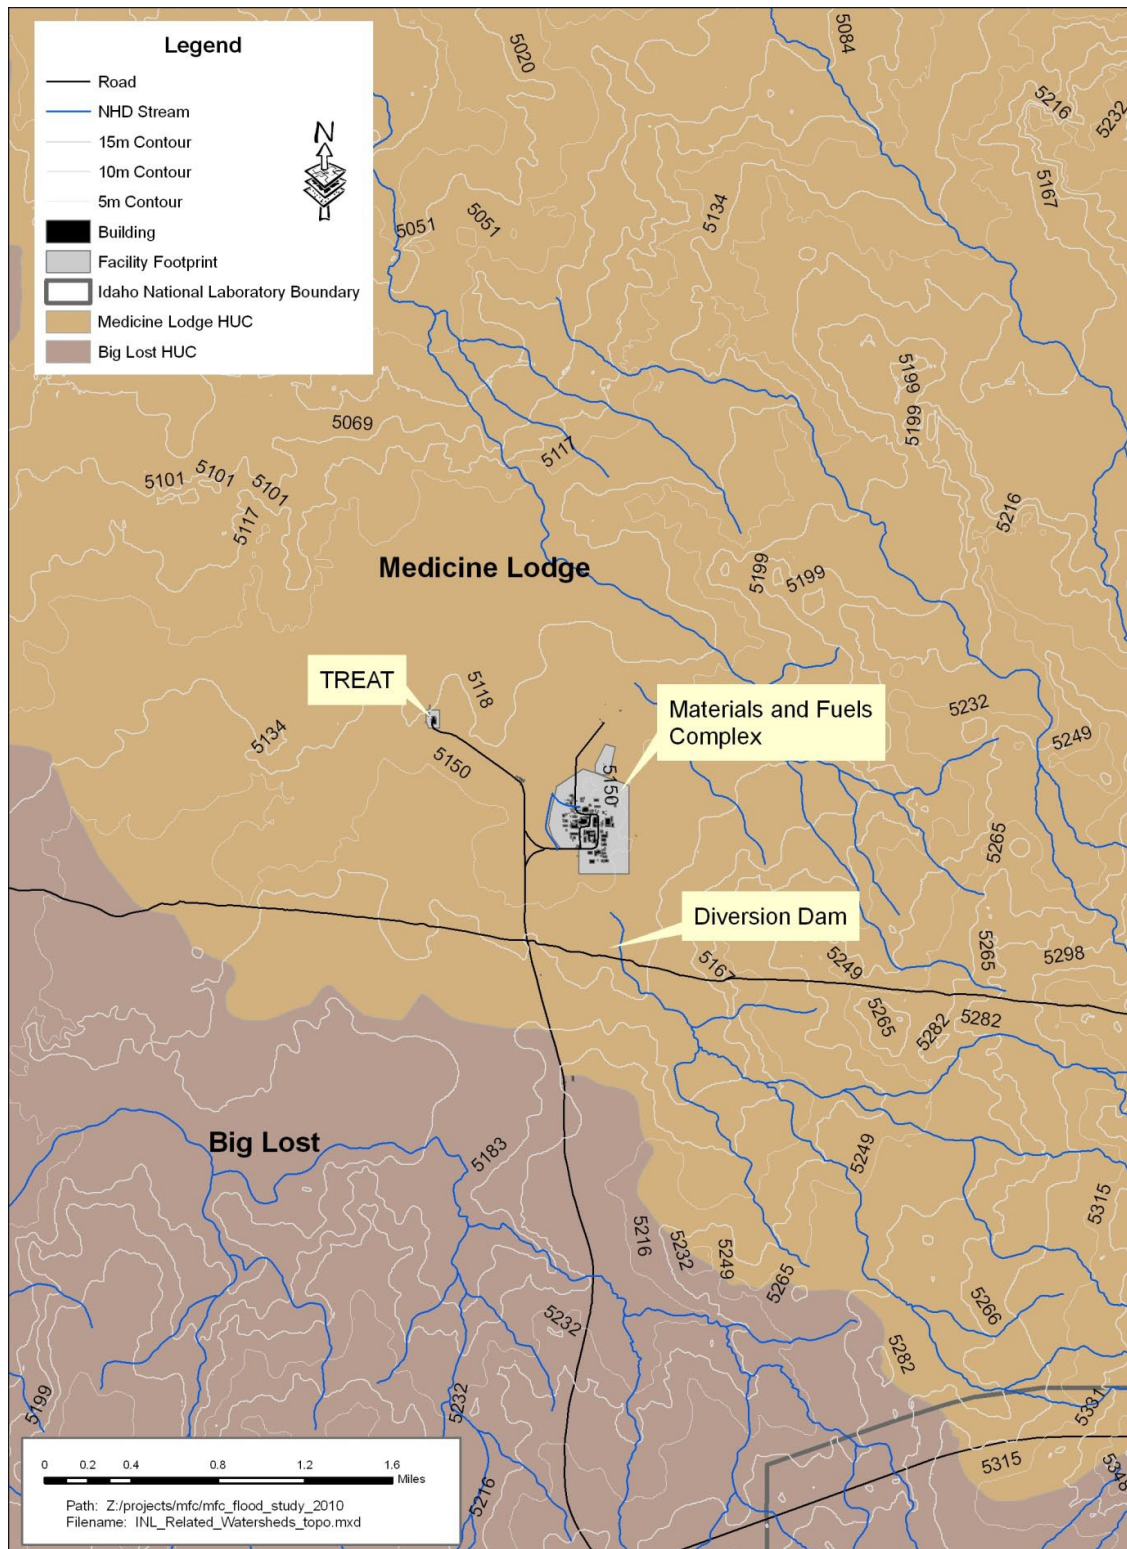 Legend
Road
NHD Stream
15m Contour
10m Contour
5m Contour
Building
Facility Footprint
Idaho National Laboratory Boundary
Medicine Lodge HUC
Big Lost HUC
N
5020
5084
5216
5232
5167
5134
5051
5051
5199
5199
5069
5117
5101
5101
5101
5117
5216
Medicine Lodge
5199
5199
TREAT
5118
Materials and Fuels
Complex
5232
5249
5134
5150
5150
5265
Diversion Dam
5167
5249
5265
5298
5265
5282
5282
Big Lost
5183
5249
5315
5216
5232
5249
5265
5266
5232
5282
5199
5232
5331
5315
5348
5216
0 0.2 0.4 0.8 1.2 1.6
Miles
Path: Z:/projects/mfc/mfc_flood_study_2010
Filename: INL_Related_Watersheds_topo.mxd